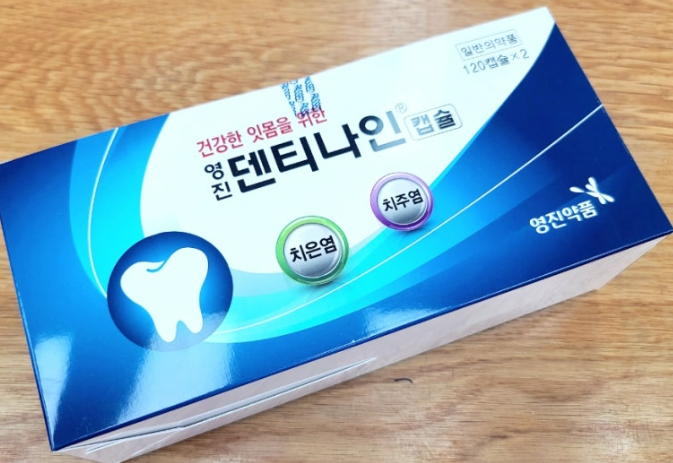 일반의약품
120캡슐×2
건강한 잇몸을 위한
영진 덴티나인® 캡슐
치은염
치주염
영진약품